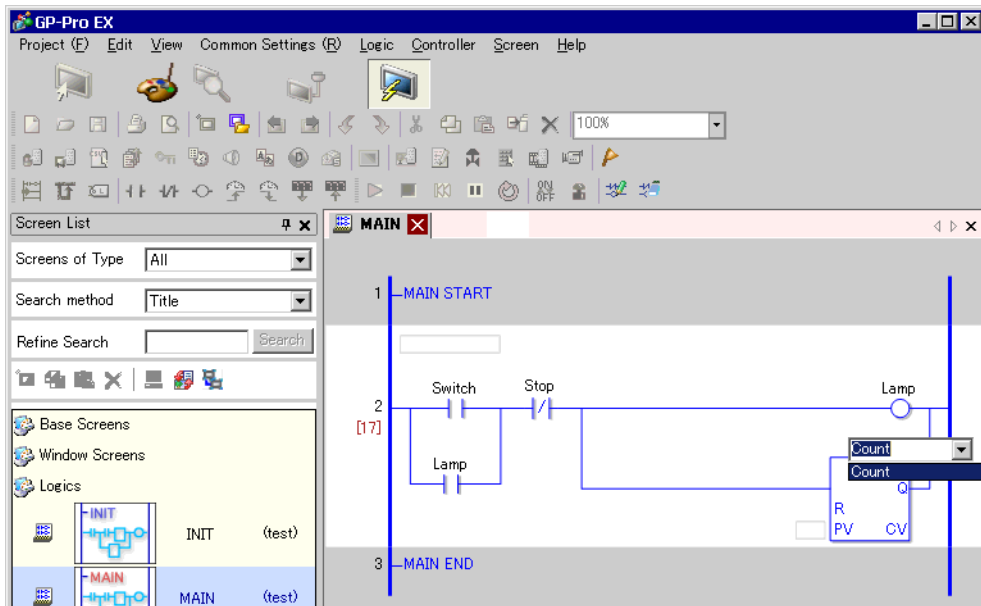 GP-Pro EX
Project (F) Edit View Common Settings (R) Logic Controller Screen Help
100%
ON
OFF
Screen List
MAIN
Screens of Type All
Search method Title
Refine Search Search
Base Screens
Window Screens
Logics
INIT
INIT (test)
MAIN
MAIN (test)
1 MAIN START
Switch Stop Lamp
2
[17]
Lamp
Count
Count
Q
R
PV CV
3 MAIN END